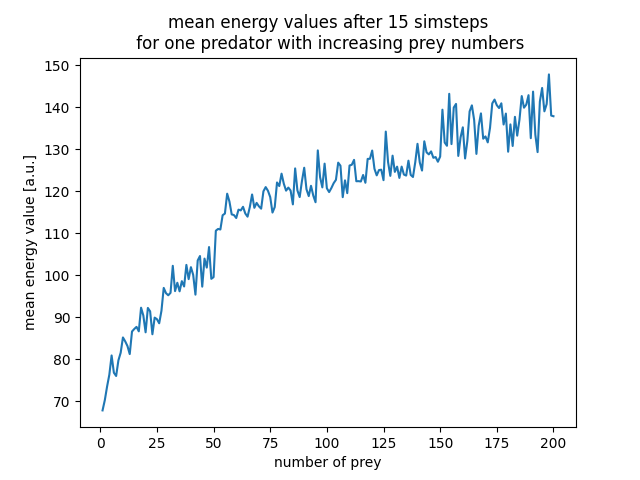 mean energy values after 15 simsteps
for one predator with increasing prey numbers
150
140
130
120
110
100
90
80
70
mean energy value [a.u.]
0 25 50 75 100 125 150 175 200
number of prey